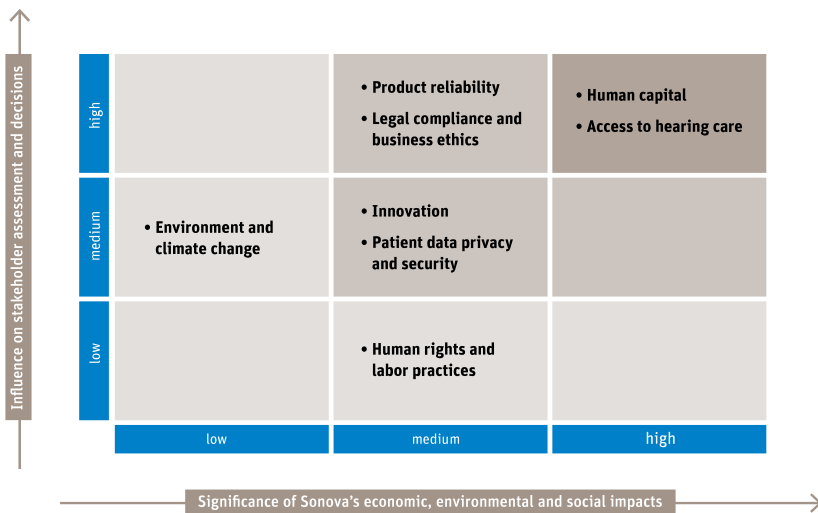 Influence on stakeholder assessment and decisions
high
• Product reliability
• Legal compliance and
business ethics
• Human capital
• Access to hearing care
medium
• Environment and
climate change
• Innovation
• Patient data privacy
and security
low
• Human rights and
labor practices
low
medium
high
Significance of Sonova’s economic, environmental and social impacts